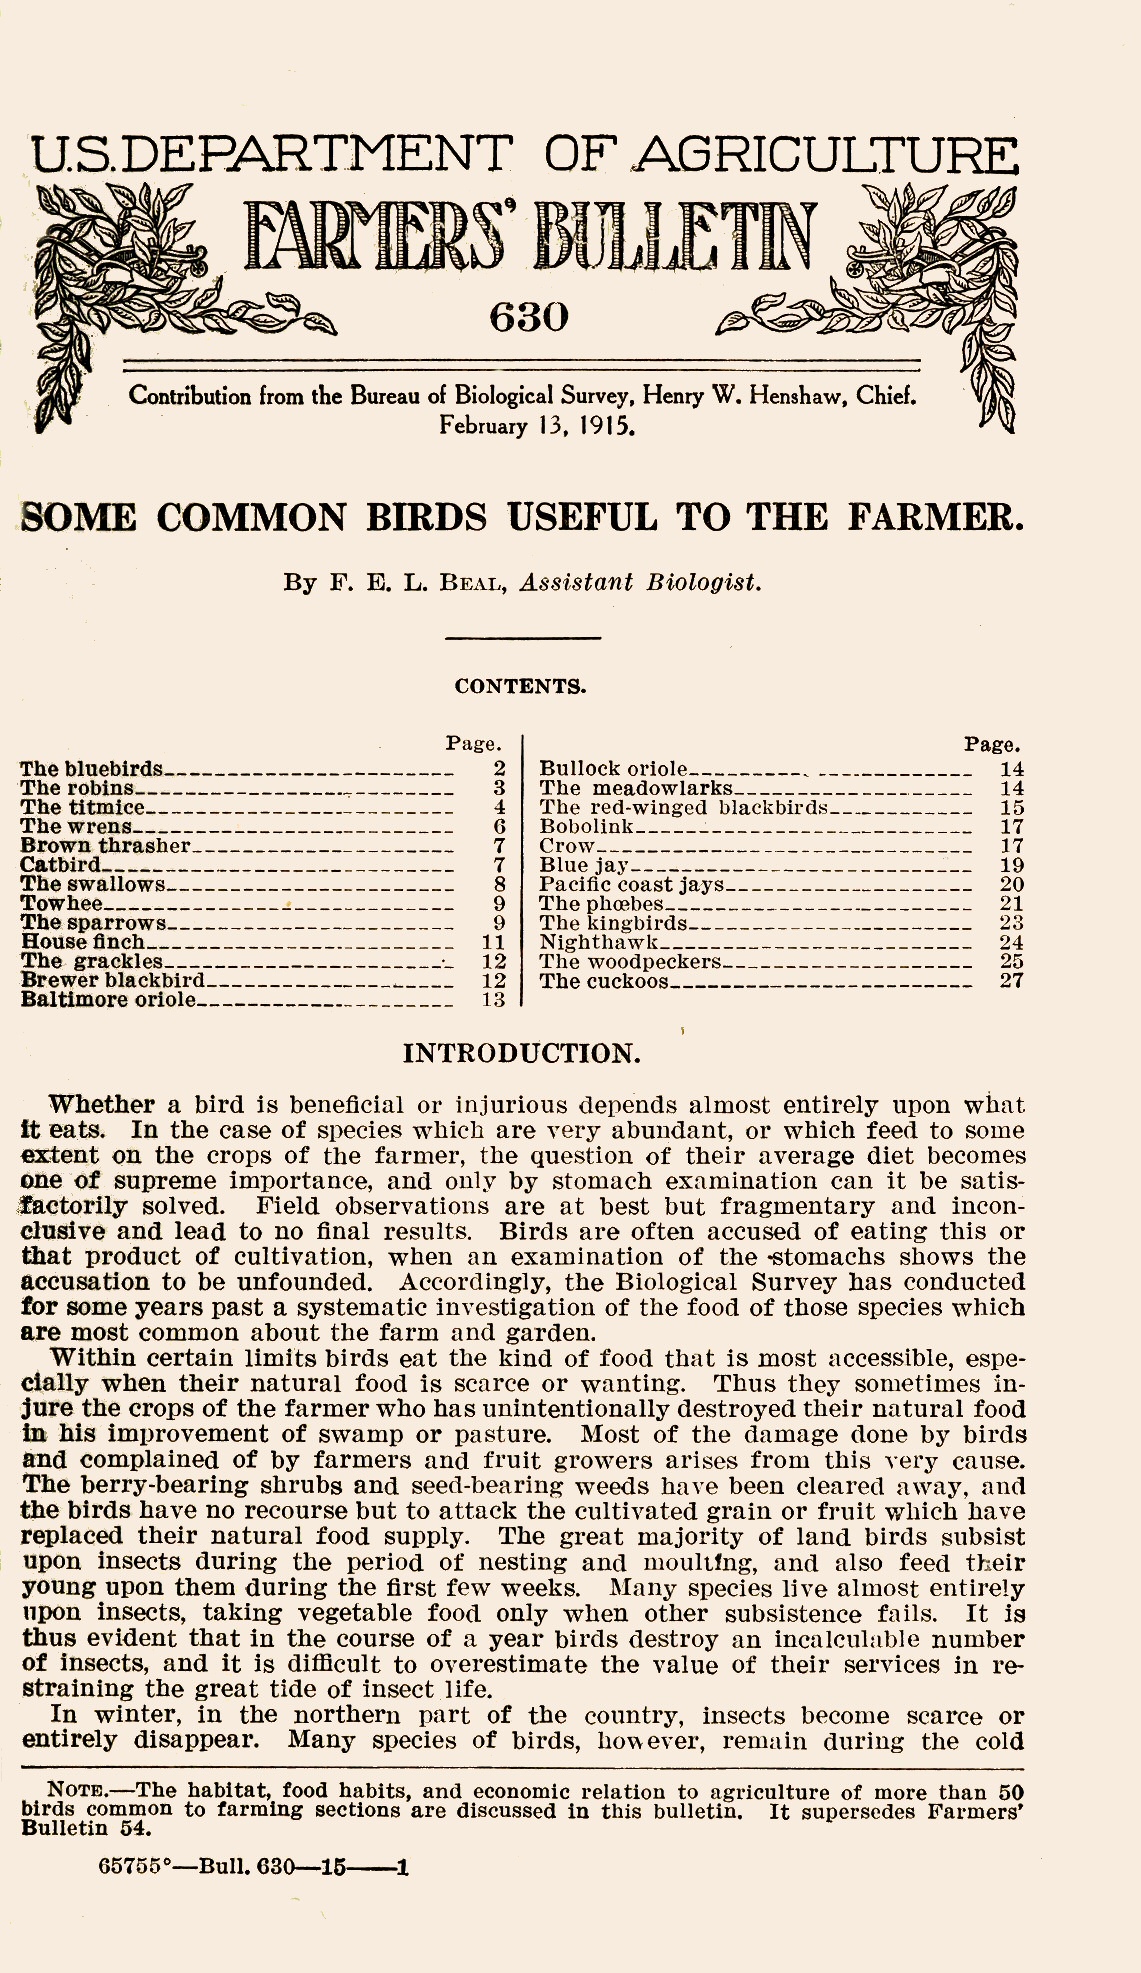 U.S. DEPARTMENT OF AGRICULTURE
FARMERS' BULLETIN
630
Contribution from the Bureau of Biological Survey, Henry W. Henshaw, Chief.
February 13, 1915.
SOME COMMON BIRDS USEFUL TO THE FARMER.
By F. E. L. BEAL, Assistant Biologist.
CONTENTS.
Page.
The bluebirds 2
The robins 3
The titmice 4
The wrens 6
Brown thrasher 7
Catbird 7
The swallows 8
Towhee 9
The sparrows 9
House finch 11
The grackles 12
Brewer blackbird 12
Baltimore oriole 13
Page.
Bullock oriole 14
The meadowlarks 14
The red-winged blackbirds 15
Bobolink 17
Crow 17
Blue jay 19
Pacific coast jays 20
The phœbes 21
The kingbirds 23
Nighthawk 24
The woodpeckers 25
The cuckoos 27
INTRODUCTION.
Whether a bird is beneficial or injurious depends almost entirely upon what
it eats. In the case of species which are very abundant, or which feed to some
extent on the crops of the farmer, the question of their average diet becomes
one of supreme importance, and only by stomach examination can it be satis-
factorily solved. Field observations are at best but fragmentary and incon-
clusive and lead to no final results. Birds are often accused of eating this or
that product of cultivation, when an examination of the stomachs shows the
accusation to be unfounded. Accordingly, the Biological Survey has conducted
for some years past a systematic investigation of the food of those species which
are most common about the farm and garden.
Within certain limits birds eat the kind of food that is most accessible, espe-
cially when their natural food is scarce or wanting. Thus they sometimes in-
jure the crops of the farmer who has unintentionally destroyed their natural food
in his improvement of swamp or pasture. Most of the damage done by birds
and complained of by farmers and fruit growers arises from this very cause.
The berry-bearing shrubs and seed-bearing weeds have been cleared away, and
the birds have no recourse but to attack the cultivated grain or fruit which have
replaced their natural food supply. The great majority of land birds subsist
upon insects during the period of nesting and moulting, and also feed their
young upon them during the first few weeks. Many species live almost entirely
upon insects, taking vegetable food only when other subsistence fails. It is
thus evident that in the course of a year birds destroy an incalculable number
of insects, and it is difficult to overestimate the value of their services in re-
straining the great tide of insect life.
In winter, in the northern part of the country, insects become scarce or
entirely disappear. Many species of birds, however, remain during the cold
NOTE.—The habitat, food habits, and economic relation to agriculture of more than 50
birds common to farming sections are discussed in this bulletin. It supersedes Farmers'
Bulletin 54.
65755°—Bull. 630—15——1